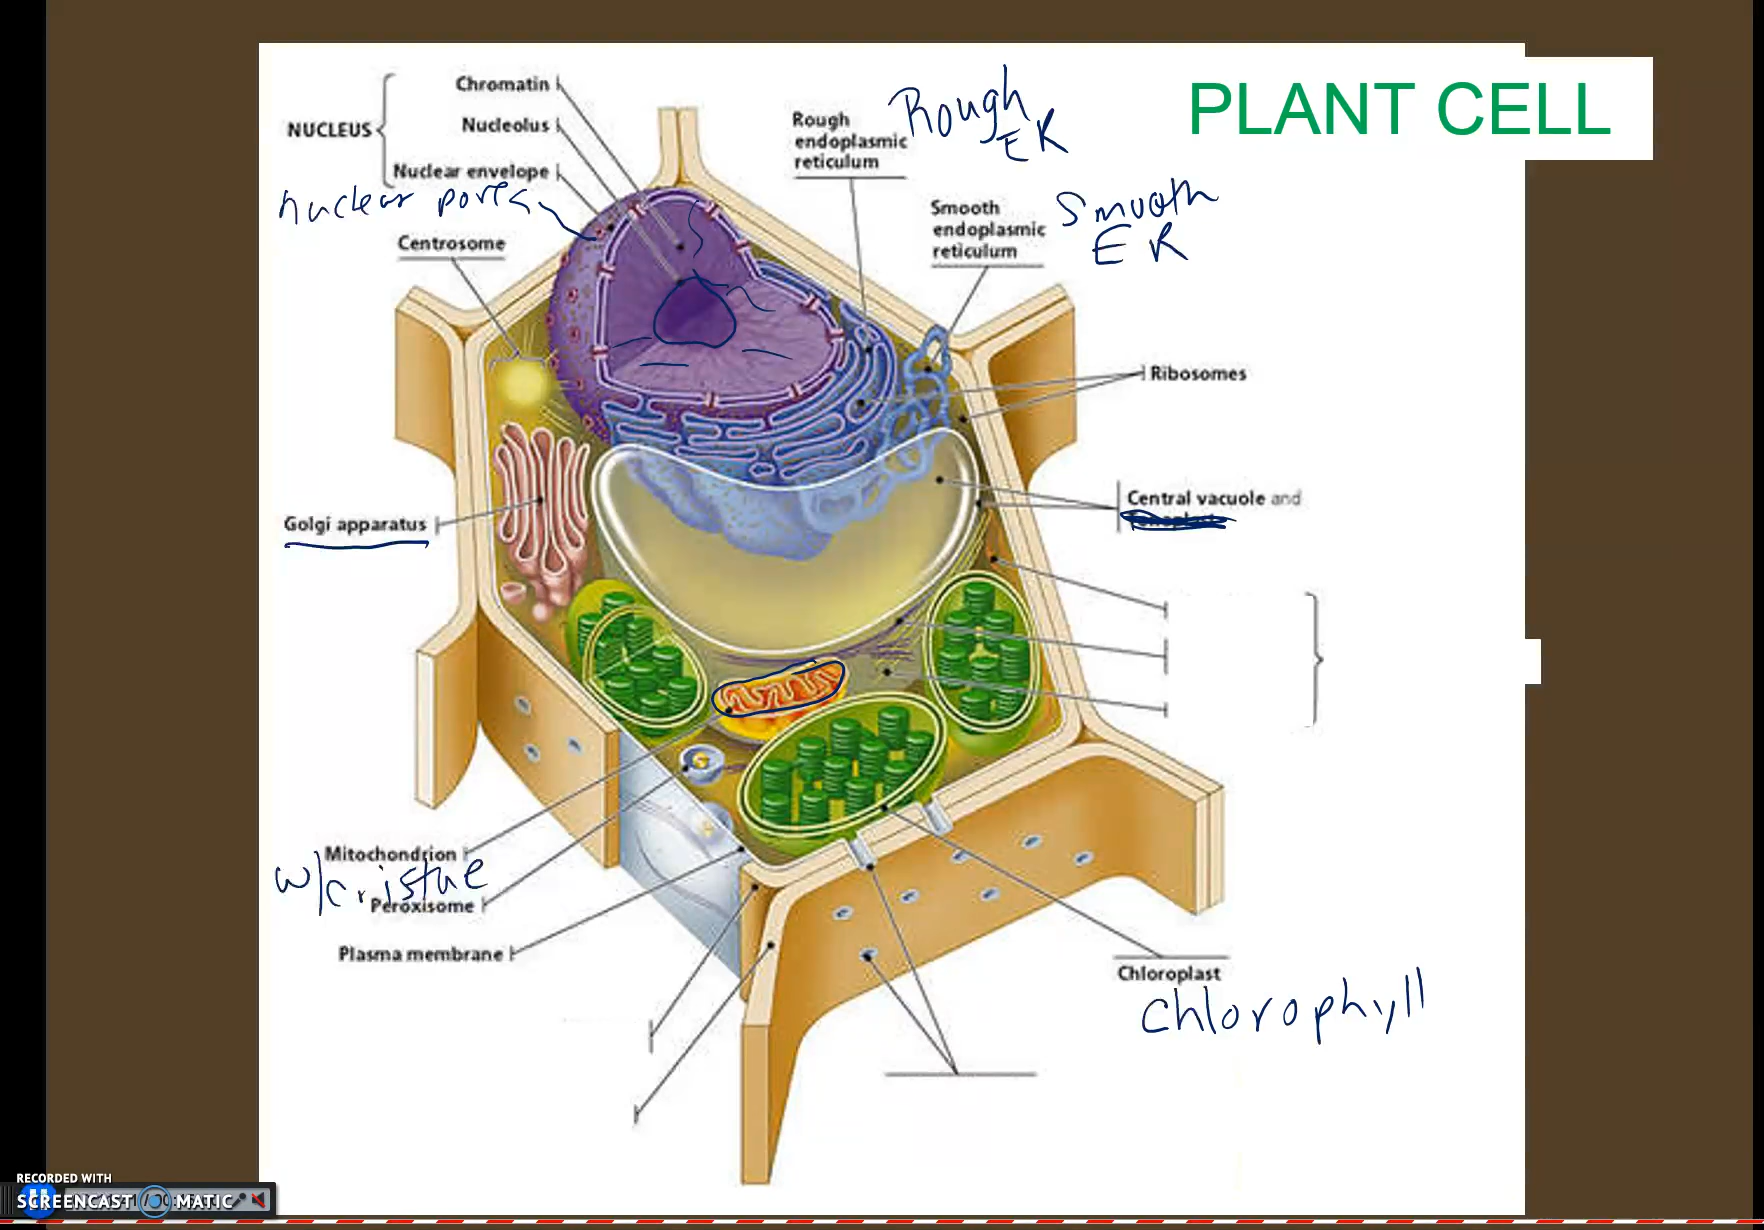 PLANT CELL
Chromatin
Nucleolus
NUCLEUS
Nuclear envelope
nuclear pores
Centrosome
Rough
endoplasmic
reticulum
Rough
ER
Smooth
endoplasmic
reticulum
Smooth
ER
Ribosomes
Central vacuole and
Golgi apparatus
Mitochondrion
w/cristae
Peroxisome
Plasma membrane
Chloroplast
Chlorophyll
RECORDED WITH
SCREENCAST MATIC